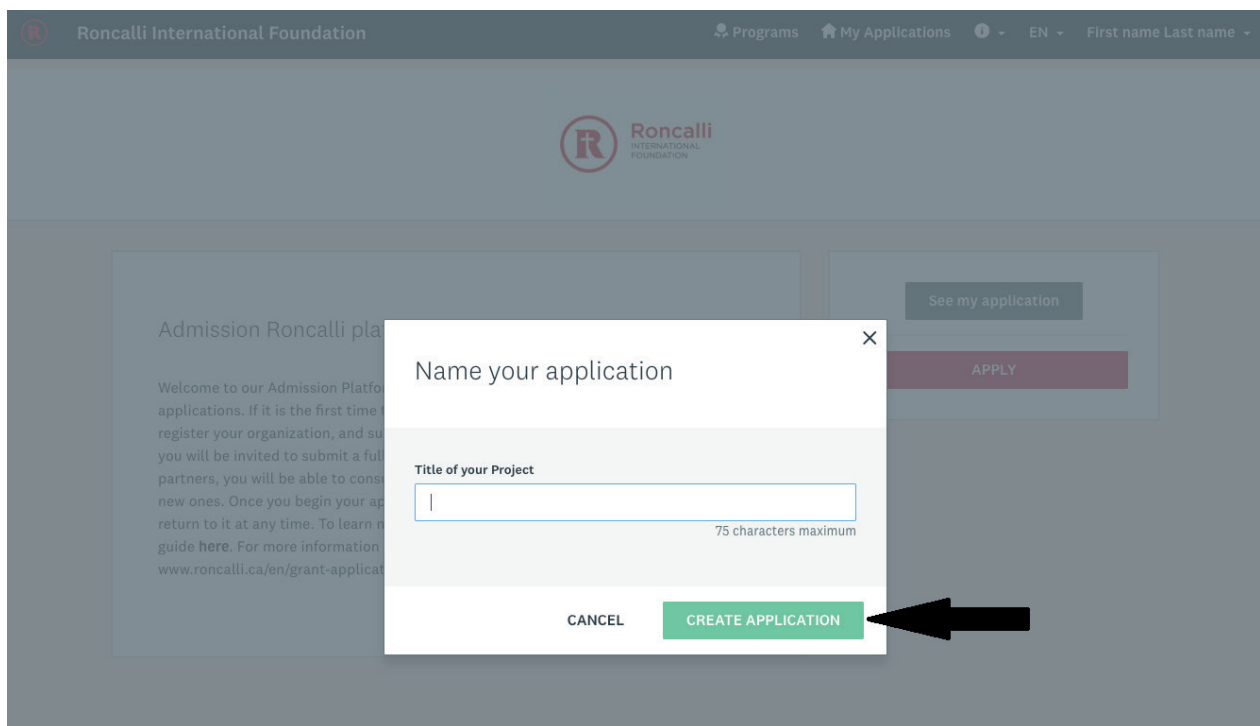 Roncalli International Foundation
Programs My Applications EN First name Last name
Roncalli
INTERNATIONAL
FOUNDATION
See my application
APPLY
Admission Roncalli pla
Welcome to our Admission Platfo
applications. If it is the first time
register your organization, and su
you will be invited to submit a full
partners, you will be able to cons
new ones. Once you begin your ap
return to it at any time. To learn
guide here. For more information
www.roncalli.ca/en/grant-applicat
Name your application
Title of your Project
75 characters maximum
CANCEL CREATE APPLICATION